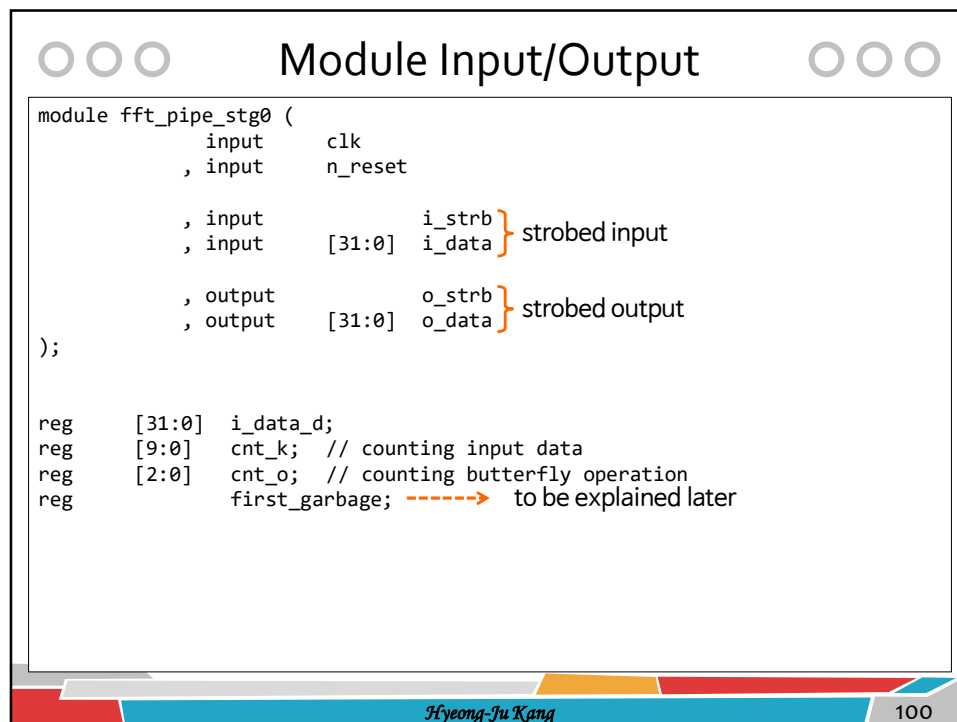 Module Input/Output
module fft_pipe_stg0 (
input clk
, input n_reset
, input i_strb
, input [31:0] i_data
strobed input
, output o_strb
, output [31:0] o_data
strobed output
);
reg [31:0] i_data_d;
reg [9:0] cnt_k; // counting input data
reg [2:0] cnt_o; // counting butterfly operation
reg first_garbage; to be explained later
Hyeong-Ju Kang
100